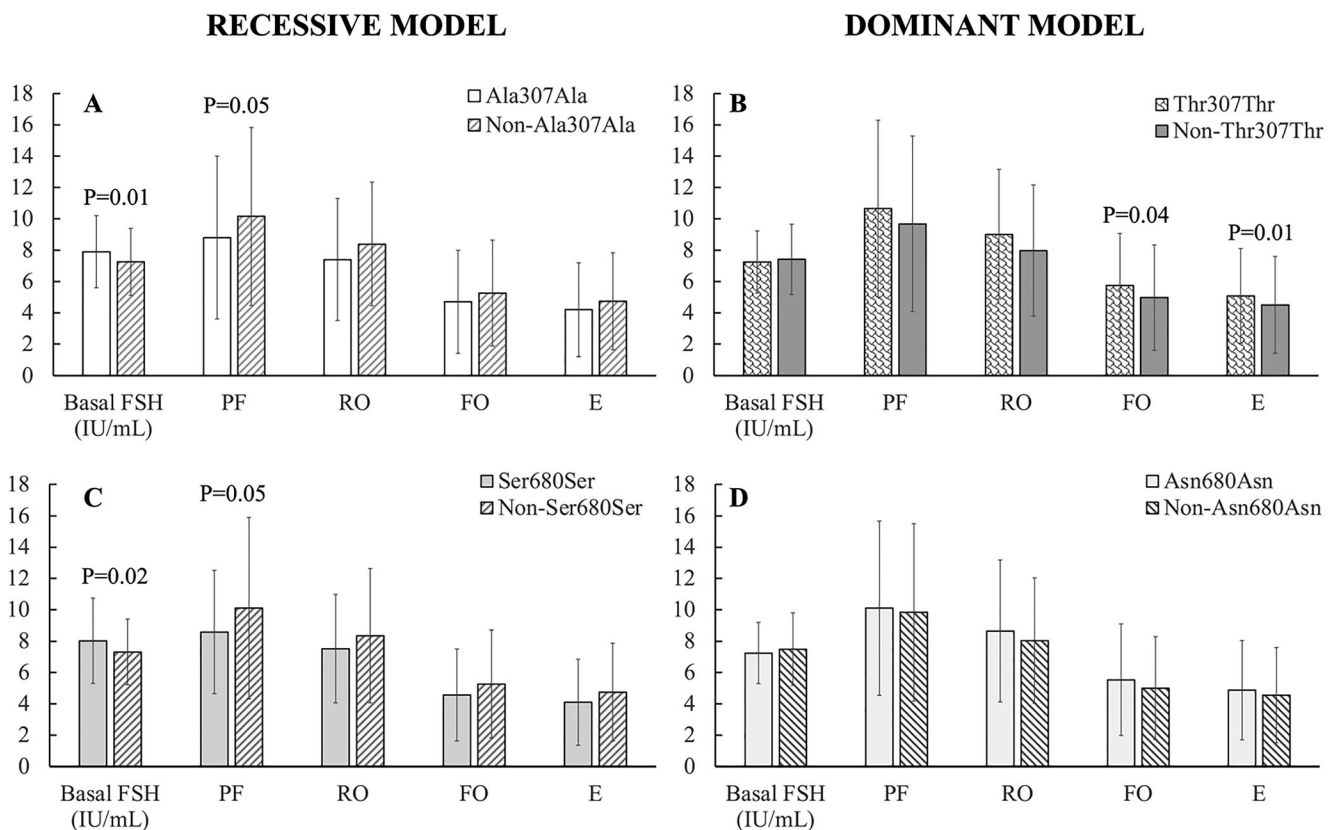 RECESSIVE MODEL
DOMINANT MODEL
A
18
16
14
12
10
8
6
4
2
0
P=0.01
P=0.05
Ala307Ala
Non-Ala307Ala
Basal FSH
(IU/mL)
PF
RO
FO
E
B
18
16
14
12
10
8
6
4
2
0
Thr307Thr
Non-Thr307Thr
P=0.04
P=0.01
Basal FSH
(IU/mL)
PF
RO
FO
E
C
18
16
14
12
10
8
6
4
2
0
P=0.02
P=0.05
Ser680Ser
Non-Ser680Ser
Basal FSH
(IU/mL)
PF
RO
FO
E
D
18
16
14
12
10
8
6
4
2
0
Asn680Asn
Non-Asn680Asn
Basal FSH
(IU/mL)
PF
RO
FO
E